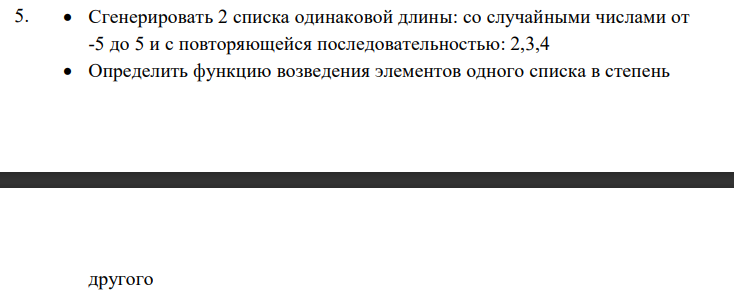 5. • Сгенерировать 2 списка одинаковой длины: со случайными числами от
-5 до 5 и с повторяющейся последовательностью: 2,3,4
• Определить функцию возведения элементов одного списка в степень
другого